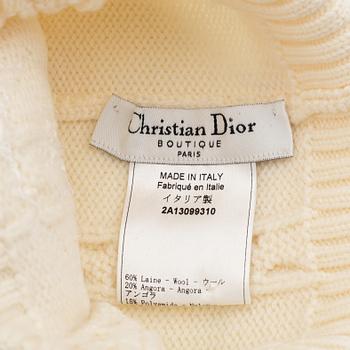 Christian Dior
BOUTIQUE
PARIS
MADE IN ITALY
Fabriqué en Italie
イタリア製
2A13099310
60% Laine - Wool - ウール
20% Angora - Angora -
アンゴラ